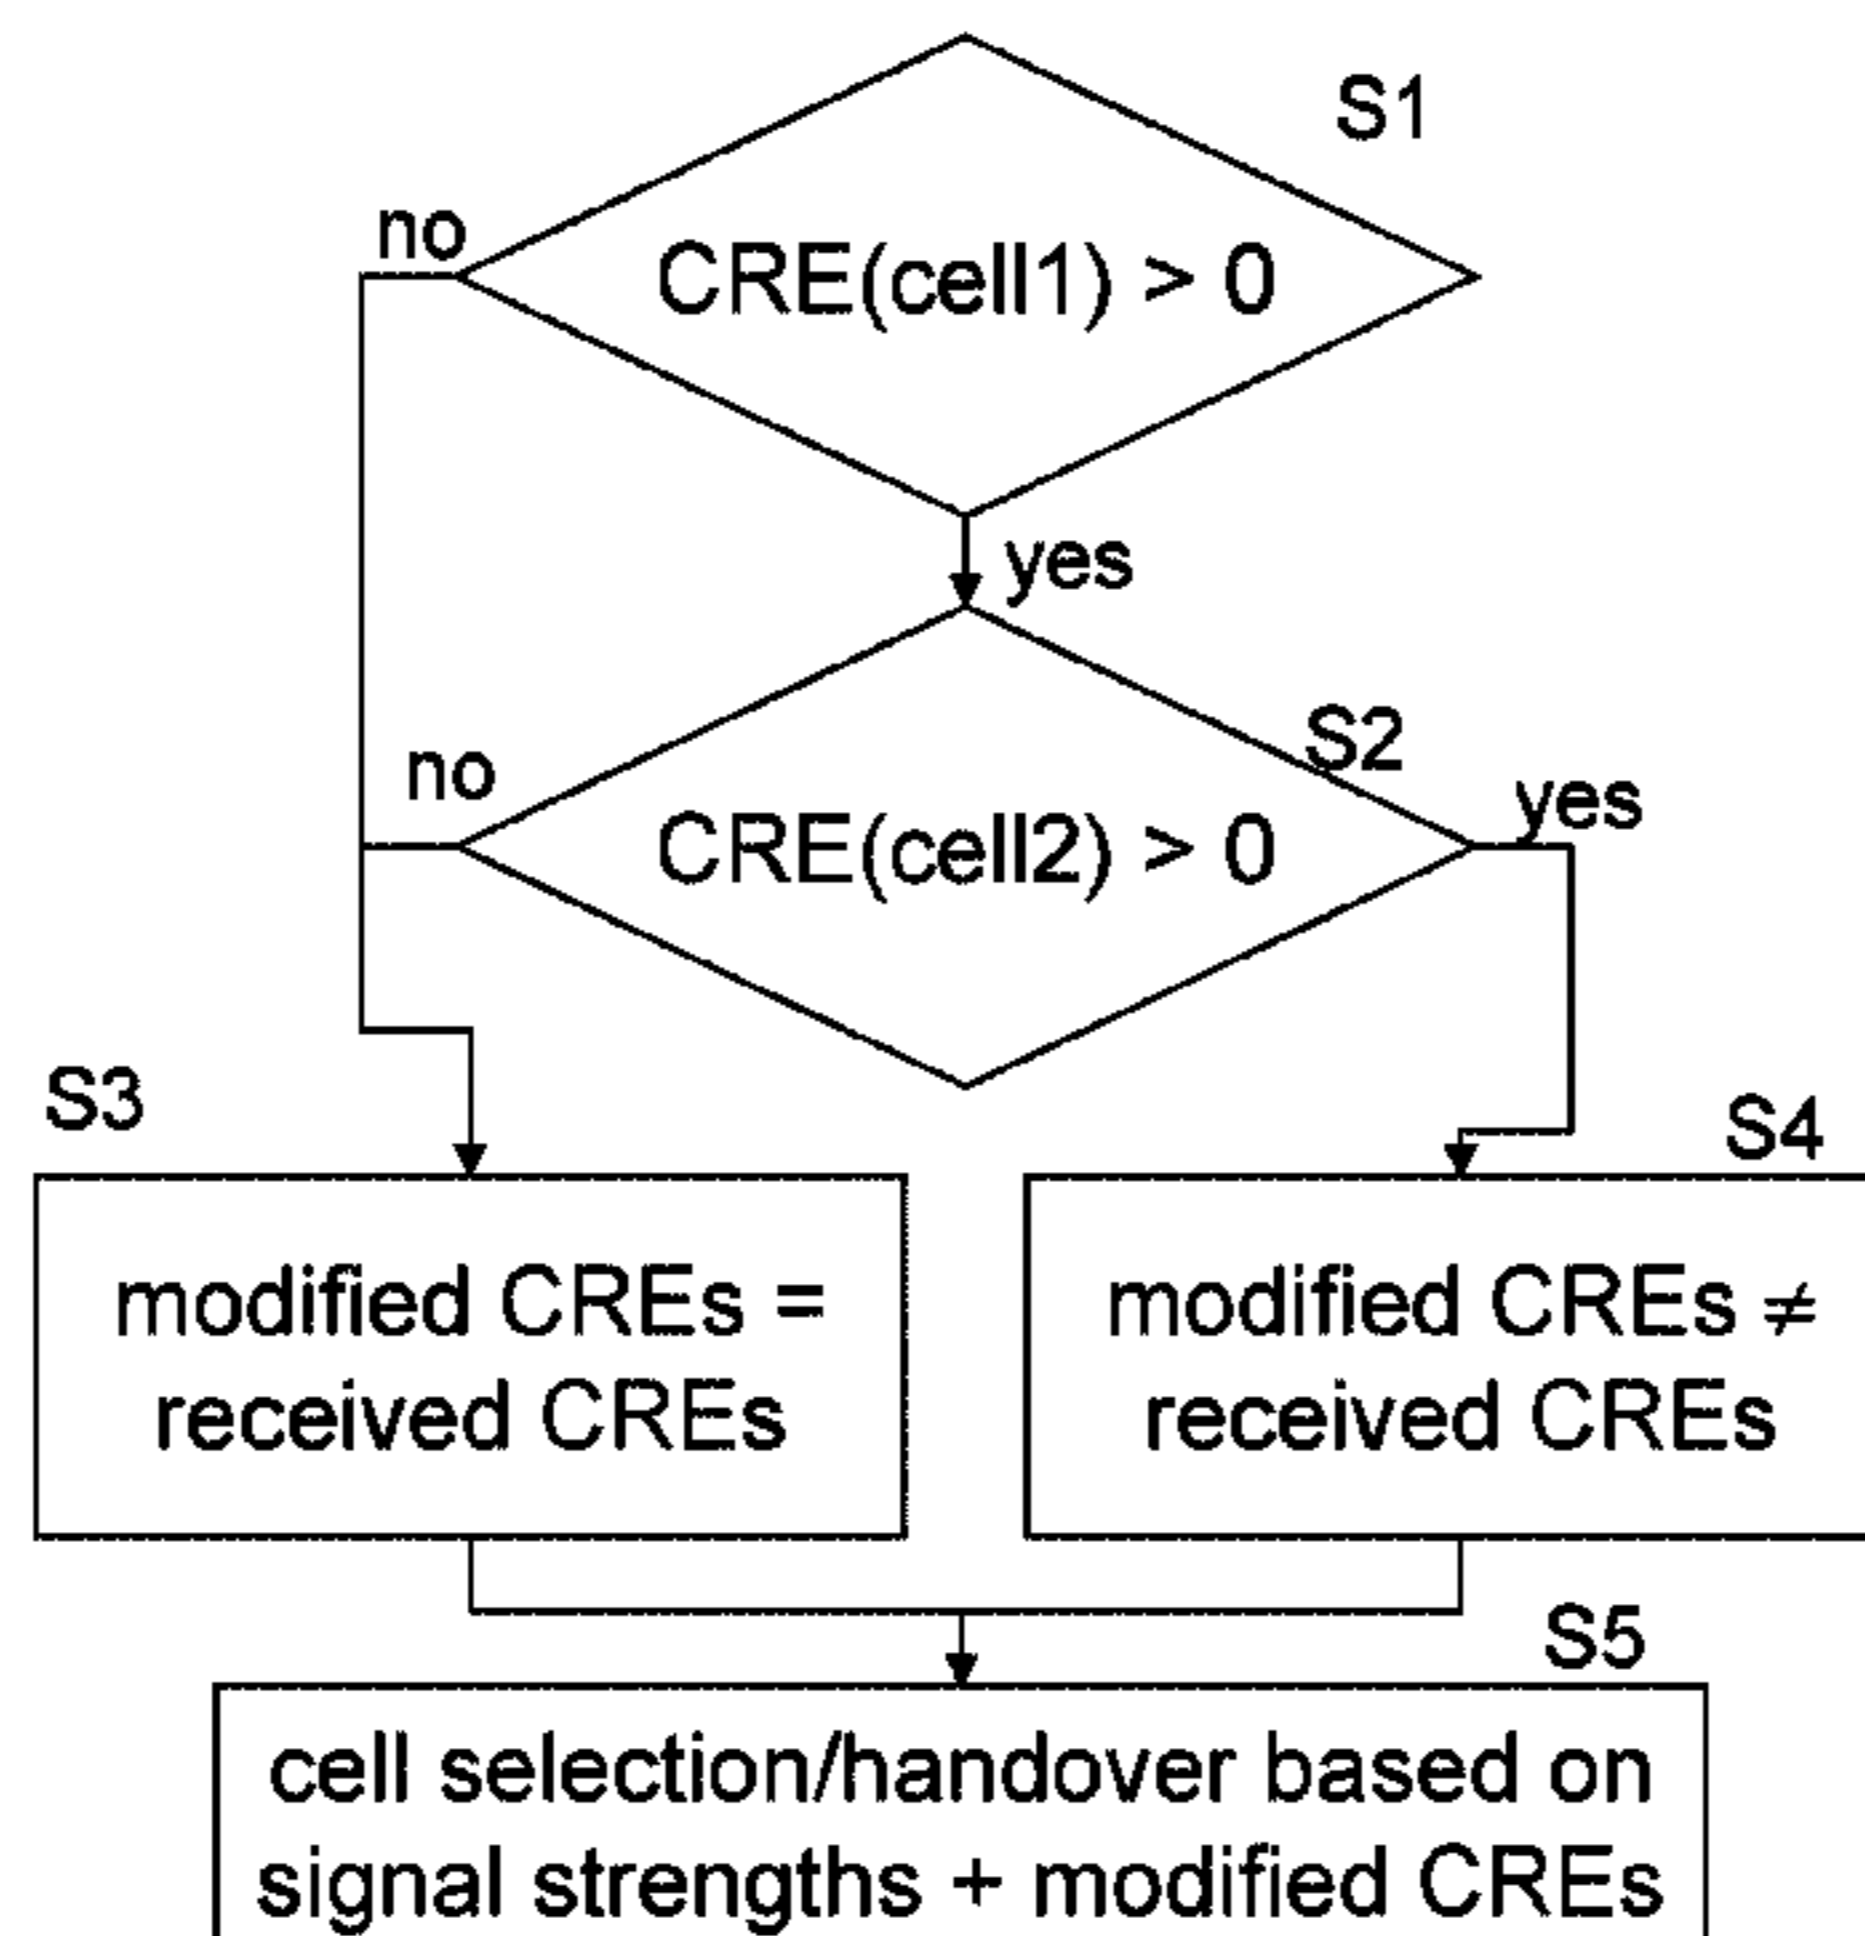 S1
no
CRE(cell1) > 0
yes
S2
no
yes
CRE(cell2) > 0
S3
S4
modified CREs =
received CREs
modified CREs ≠
received CREs
S5
cell selection/handover based on
signal strengths + modified CREs